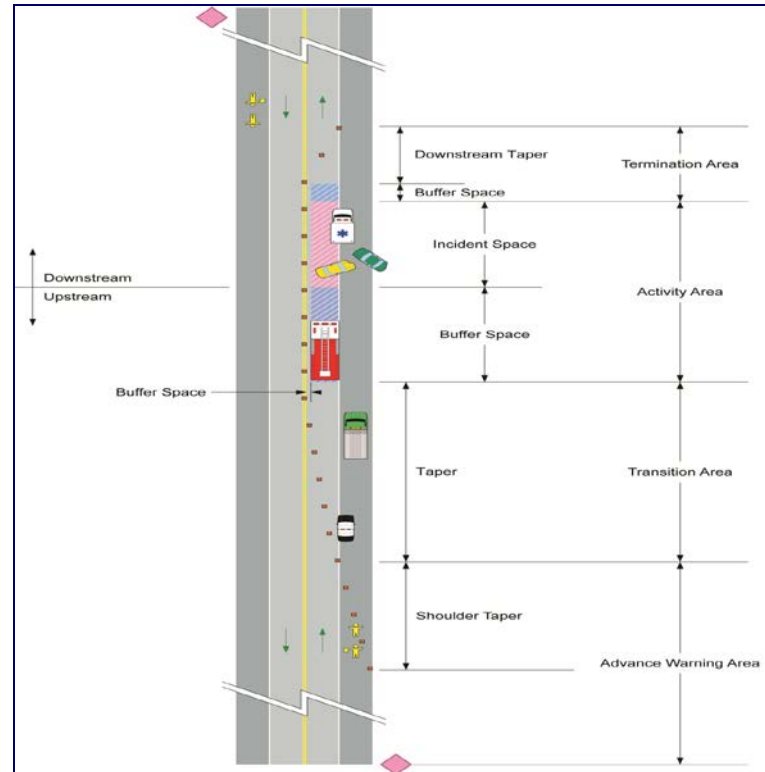 Downstream Taper
Termination Area
Buffer Space
Incident Space
Downstream
Upstream
Activity Area
Buffer Space
Buffer Space
Taper
Transition Area
Shoulder Taper
Advance Warning Area